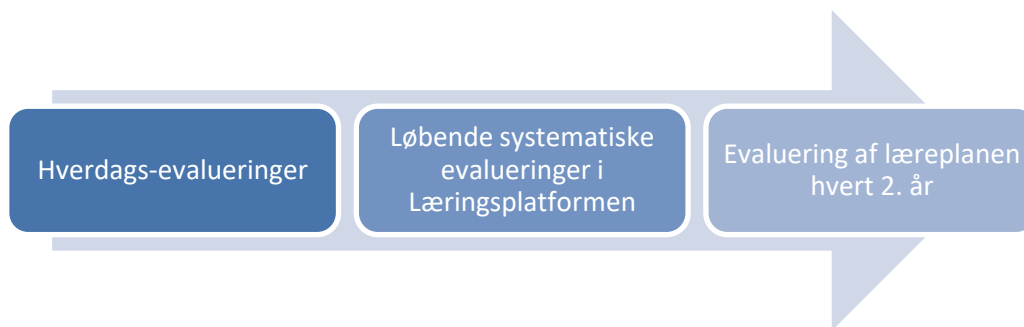 Hverdags-evalueringer
Løbende systematiske
evalueringer i
Læringsplatformen
Evaluering af læreplanen
hvert 2. år